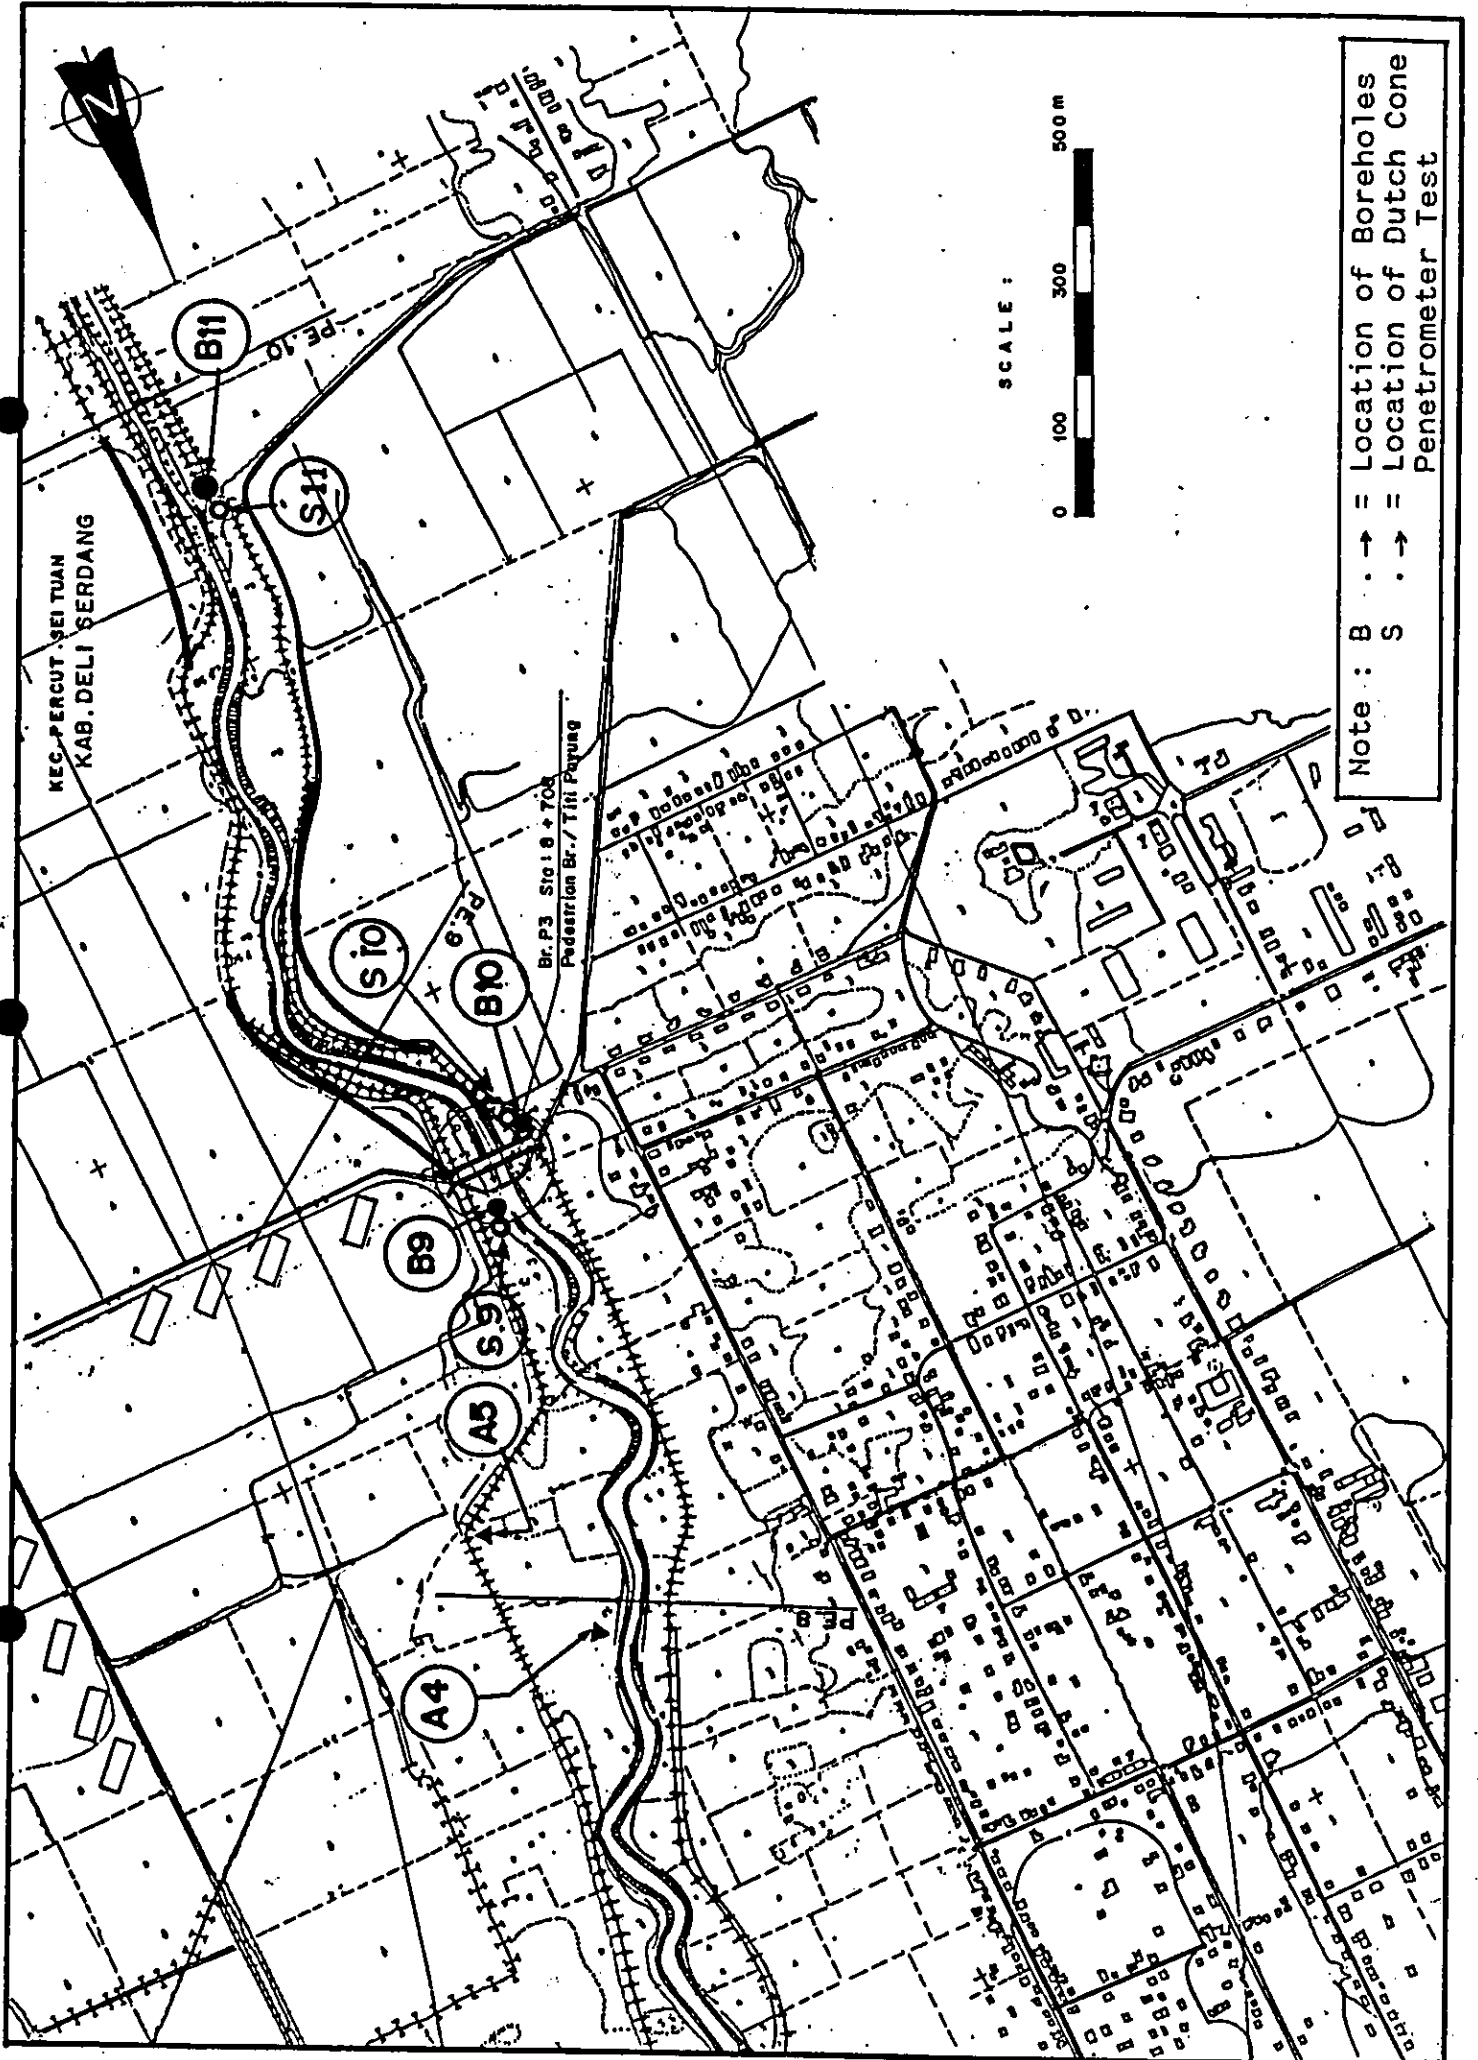 N
KEC. PERCUT. SEI TUAN
KAB. DELI SERDANG
B11
PE. 10
S11
S 10
PE. 9
B10
Br. P3 Sta : 8 + 700
Pedestrian Br. / Titi Payung
B9
S 9
A5
A4
PE 8
SCALE :
0 100 300 500 m
Note : B . → = Location of Boreholes
S . → = Location of Dutch Cone
Penetrometer Test